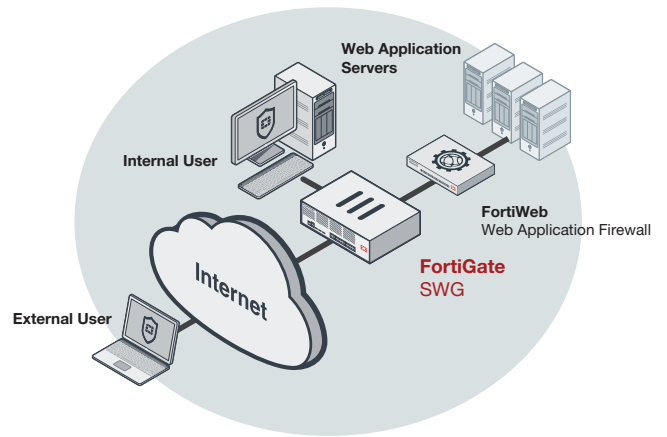 Web Application
Servers
Internal User
FortiWeb
Web Application Firewall
FortiGate
SWG
Internet
External User